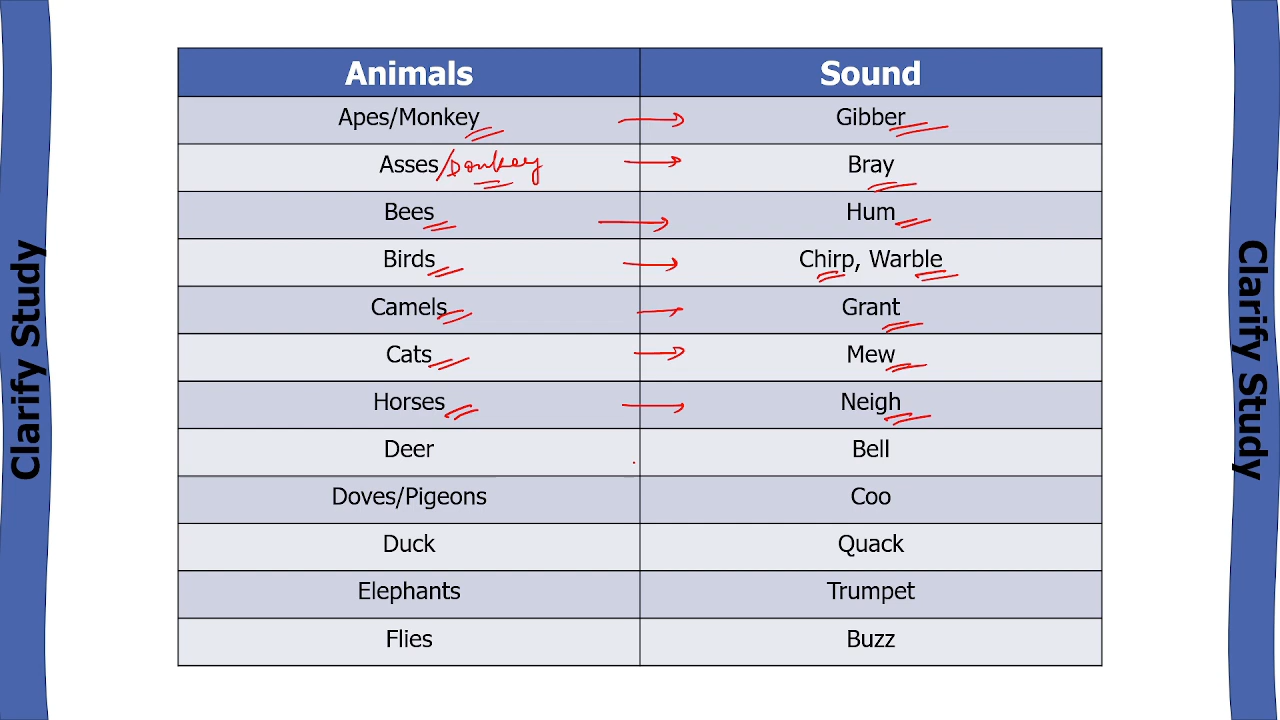 Clarify Study
Animals Sound
Apes/Monkey Gibber
Asses/Donkey Bray
Bees Hum
Birds Chirp, Warble
Camels Grant
Cats Mew
Horses Neigh
Deer Bell
Doves/Pigeons Coo
Duck Quack
Elephants Trumpet
Flies Buzz
Clarify Study